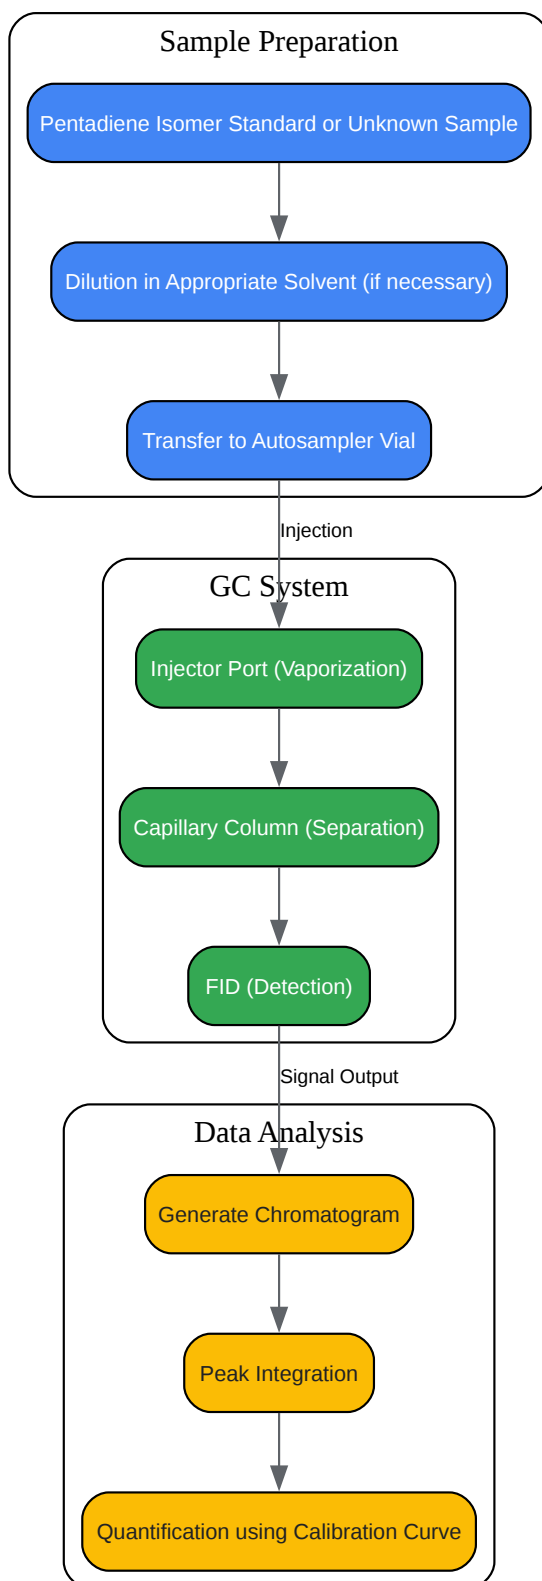 Sample Preparation
Pentadiene Isomer Standard or Unknown Sample
Dilution in Appropriate Solvent (if necessary)
Transfer to Autosampler Vial
Injection
GC System
Injector Port (Vaporization)
Capillary Column (Separation)
FID (Detection)
Signal Output
Data Analysis
Generate Chromatogram
Peak Integration
Quantification using Calibration Curve